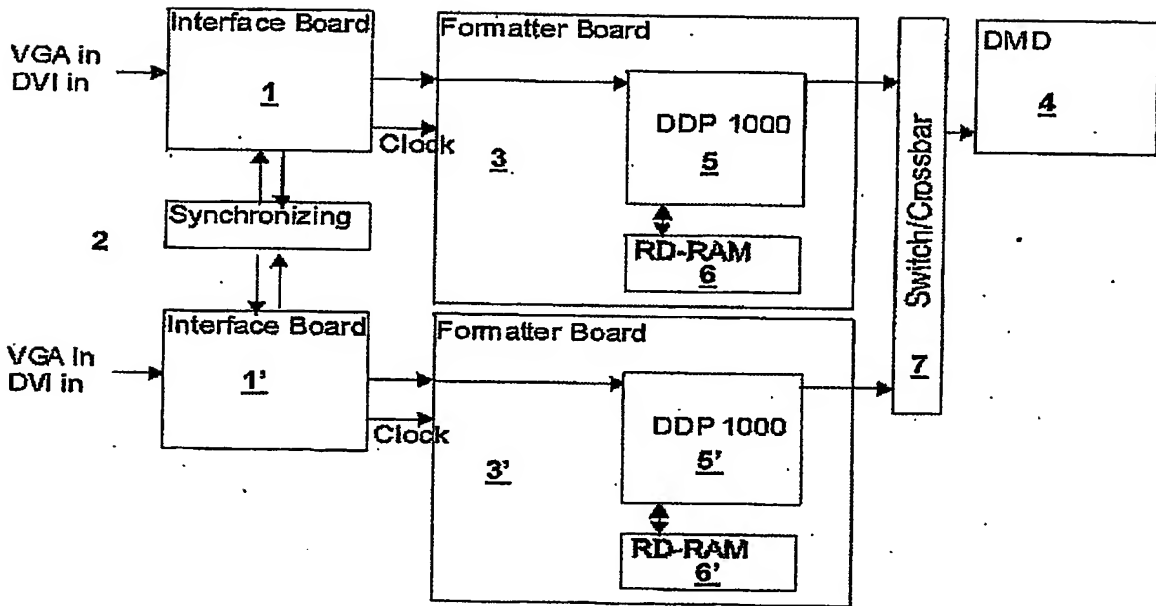 VGA in
DVI in
Interface Board
1
Clock
Formatter Board
3
DDP 1000
5
RD-RAM
6
Switch/Crossbar
7
DMD
4
Synchronizing
2
VGA in
DVI in
Interface Board
1'
Clock
Formatter Board
3'
DDP 1000
5'
RD-RAM
6'